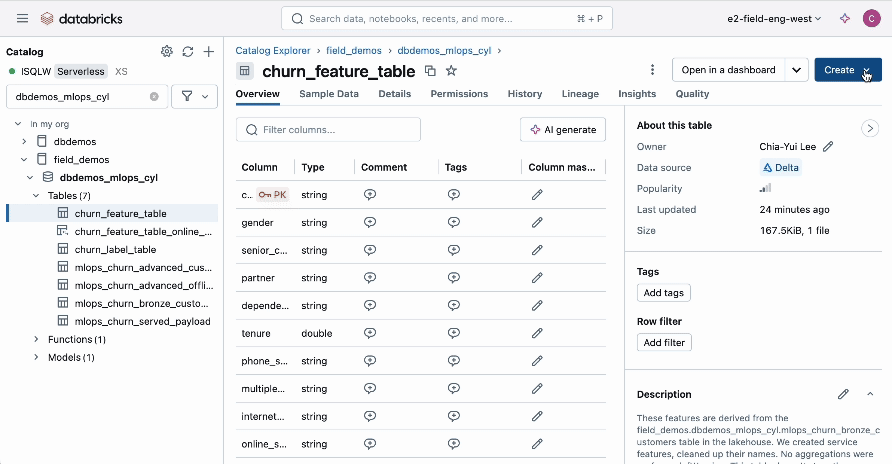 databricks
Search data, notebooks, recents, and more...
⌘ + P
e2-field-eng-west
C
Catalog
ISQLW Serverless XS
dbdemos_mlops_cyl
In my org
dbdemos
field_demos
dbdemos_mlops_cyl
Tables (7)
churn_feature_table
churn_feature_table_online_...
churn_label_table
mlops_churn_advanced_cus...
mlops_churn_advanced_offli...
mlops_churn_bronze_custo...
mlops_churn_served_payload
Functions (1)
Models (1)
Catalog Explorer › field_demos › dbdemos_mlops_cyl ›
churn_feature_table
Open in a dashboard
Create
Overview Sample Data Details Permissions History Lineage Insights Quality
Filter columns...
AI generate
Column Type Comment Tags Column mas...
c... PK string
gender string
senior_c... string
partner string
depende... string
tenure double
phone_s... string
multiple... string
internet... string
online_s... string
About this table
Owner Chia-Yui Lee
Data source Delta
Popularity
Last updated 24 minutes ago
Size 167.5KiB, 1 file
Tags
Add tags
Row filter
Add filter
Description
These features are derived from the
field_demos.dbdemos_mlops_cyl.mlops_churn_bronze_c
ustomers table in the lakehouse. We created service
features, cleaned up their names. No aggregations were